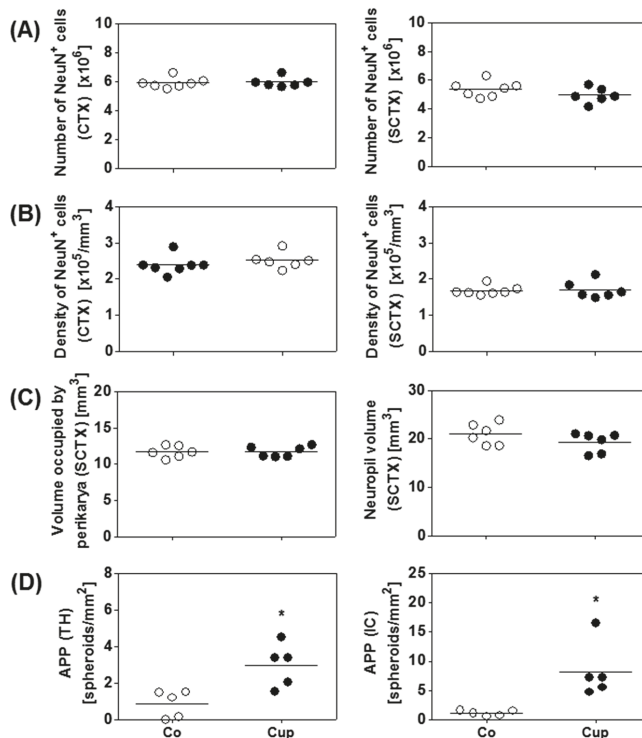 (A)
Number of NeuN+ cells
(CTX) [x10^6]
10
8
6
4
2
0
Number of NeuN+ cells
(SCTX) [x10^6]
10
8
6
4
2
0
(B)
Density of NeuN+ cells
(CTX) [x10^5/mm^3]
4
3
2
1
0
Density of NeuN+ cells
(SCTX) [x10^5/mm^3]
4
3
2
1
0
(C)
Volume occupied by
perikarya (SCTX) [mm^3]
20
15
10
5
0
Neuropil volume
(SCTX) [mm^3]
30
20
10
0
(D)
APP (TH)
[spheroids/mm^2]
8
6
4
2
0
*
Co
Cup
APP (IC)
[spheroids/mm^2]
25
20
15
10
5
0
*
Co
Cup